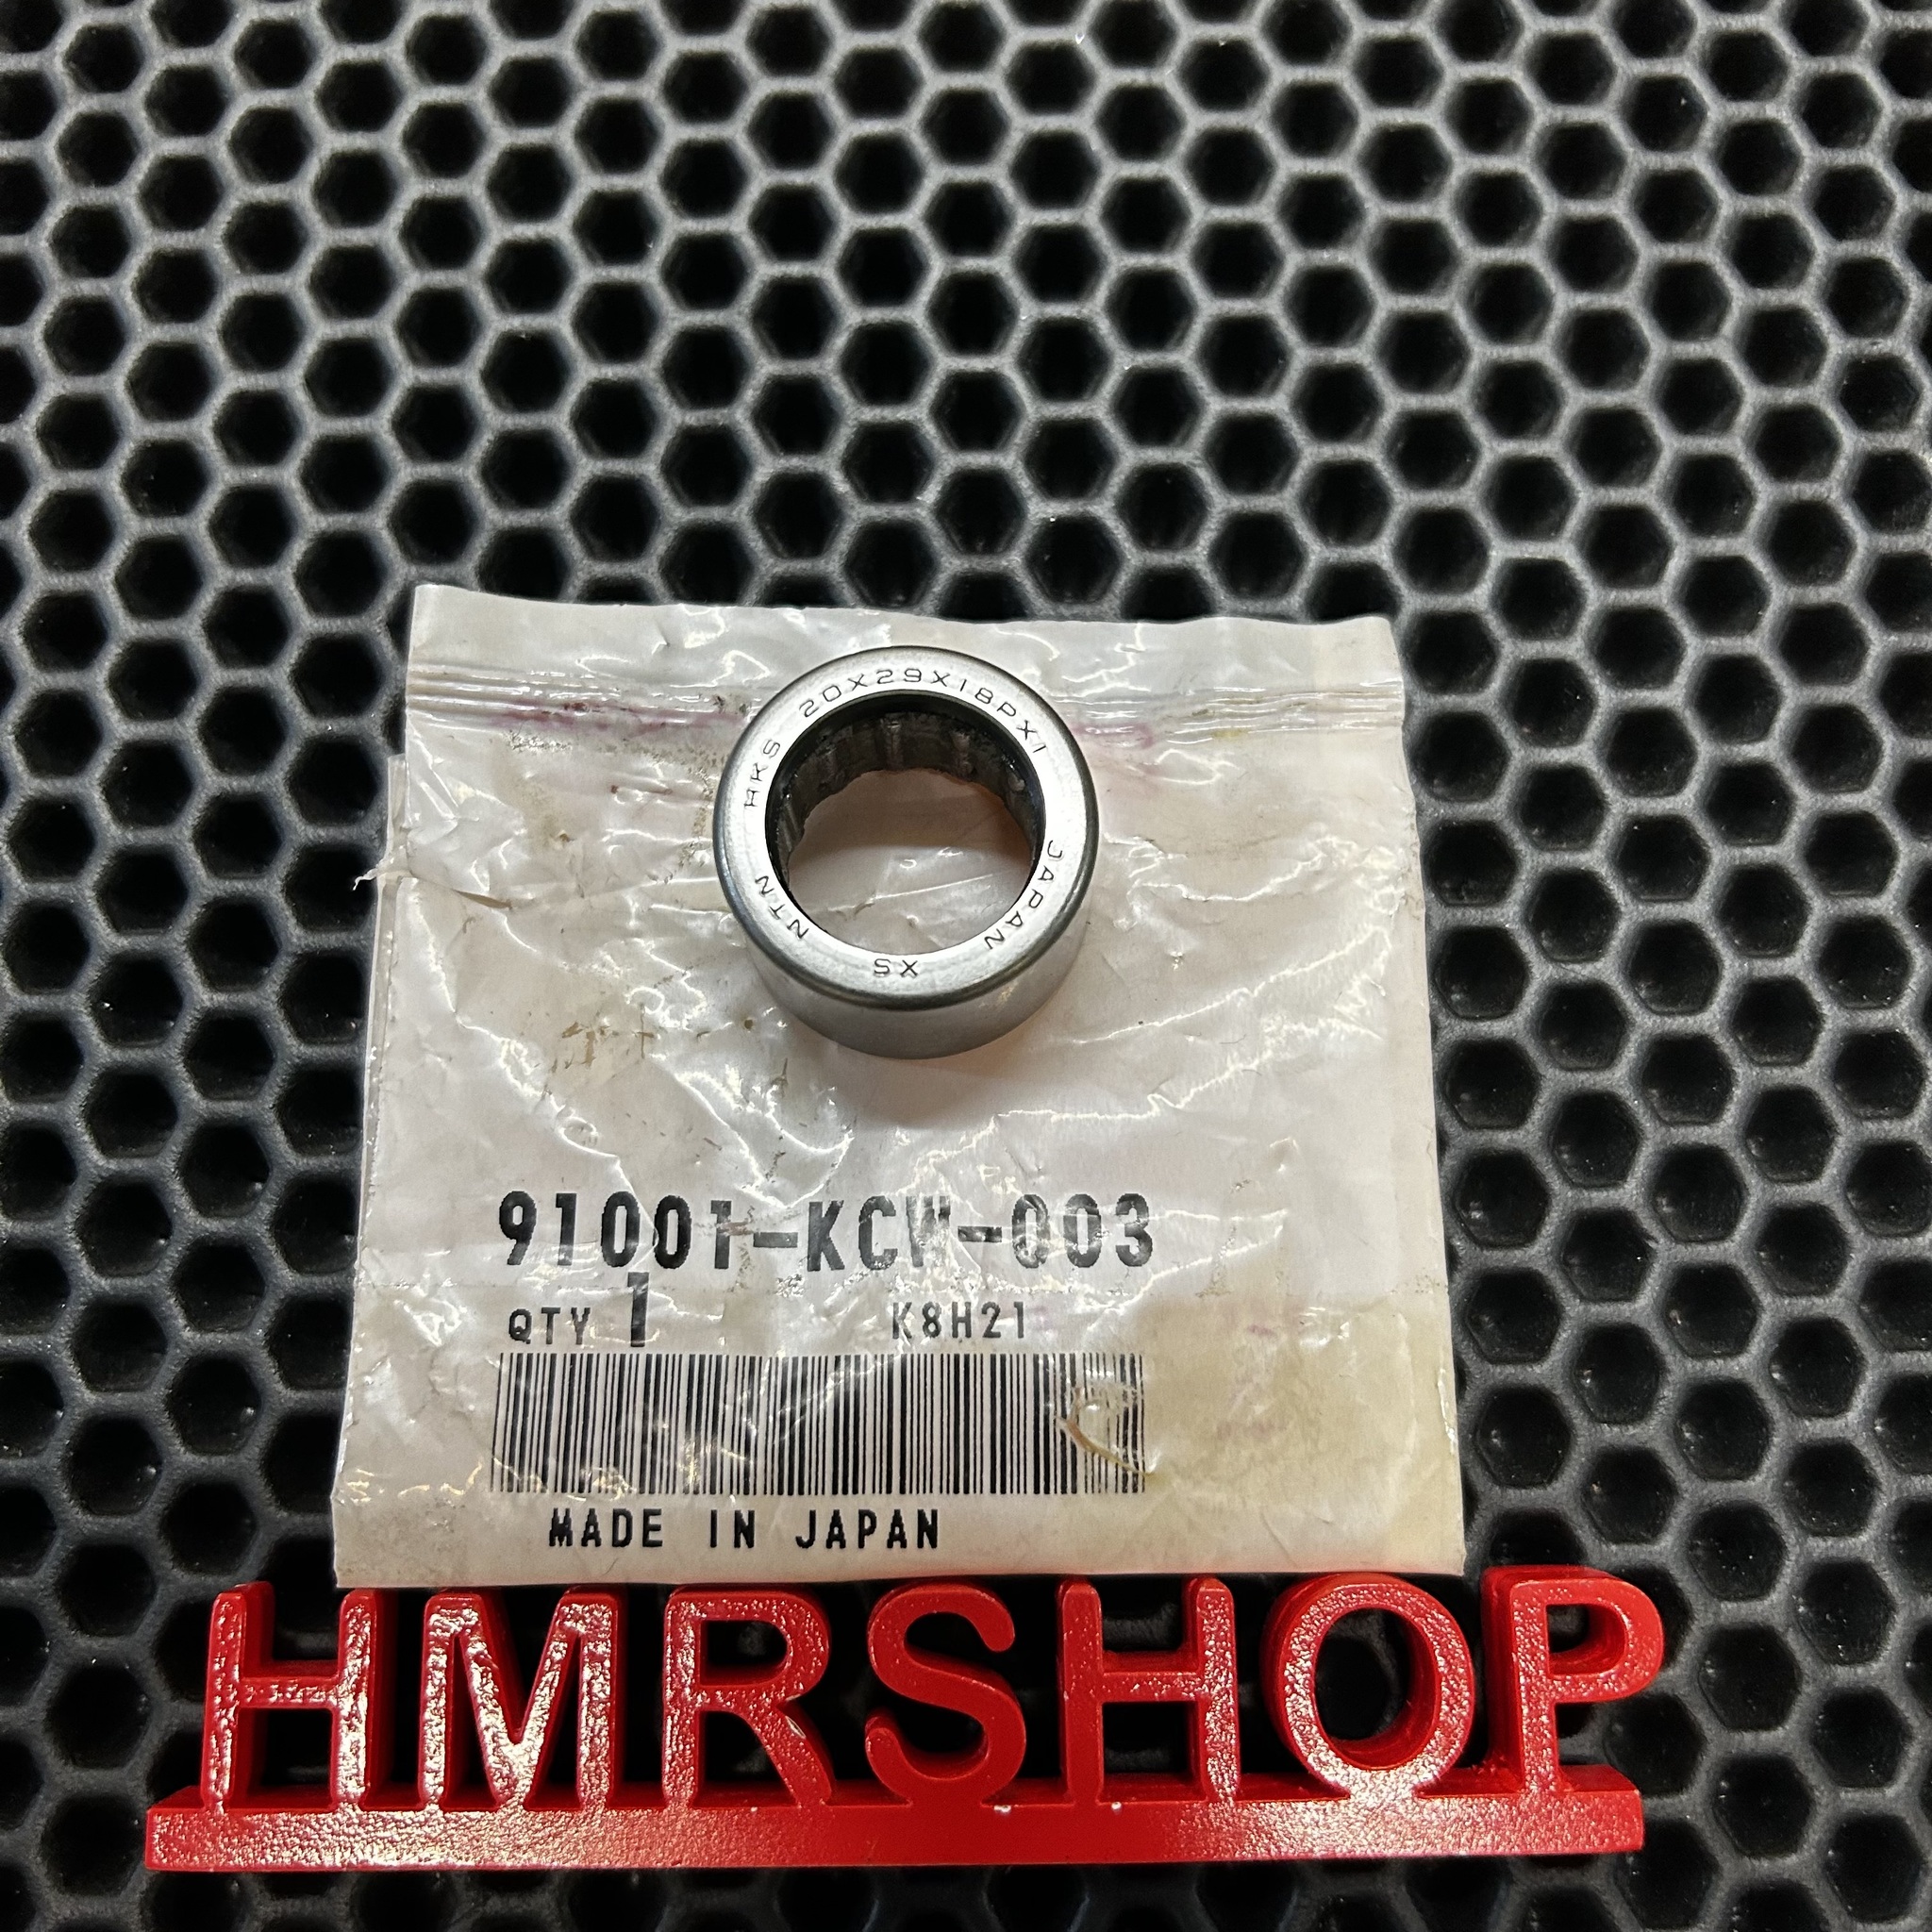 HKS 20X29X18PX1
JAPAN
XS
NTN
91001-KCW-003
QTY 1 K8H21
MADE IN JAPAN
HMRSHOP